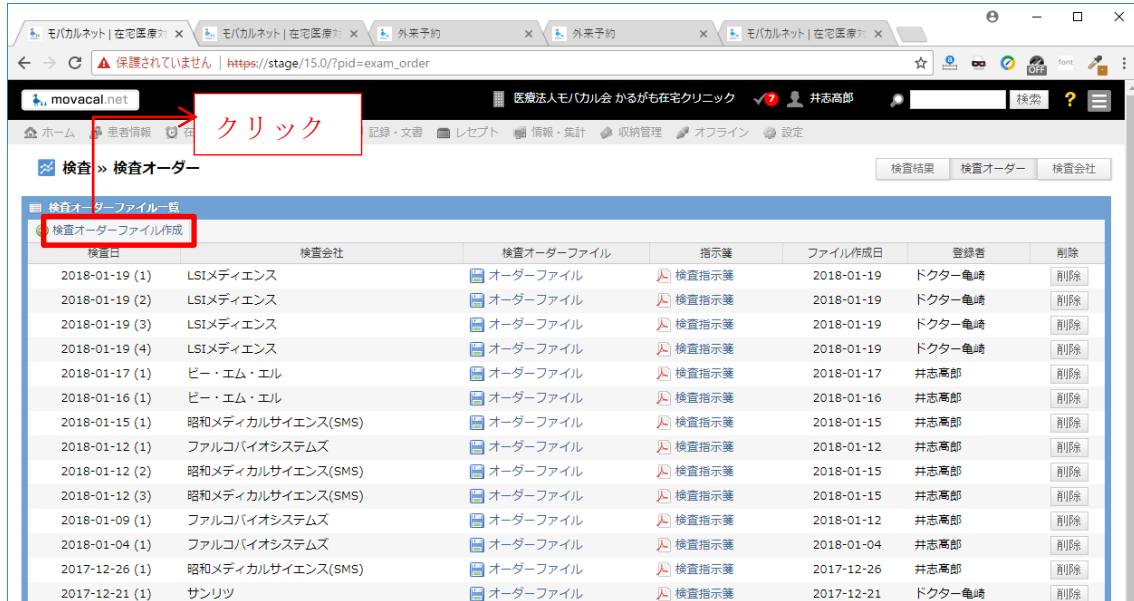 モバカルネット | 在宅医療対
モバカルネット | 在宅医療対
外来予約
外来予約
モバカルネット | 在宅医療対
保護されていません | https://stage/15.0/?pid=exam_order
OFF
font
movacal.net
医療法人モバカル会 かるがも在宅クリニック 7 井志高郎 検索 ?
クリック
ホーム 患者情報 在 記録・文書 レセプト 情報・集計 収納管理 オフライン 設定
検査 » 検査オーダー
検査結果 検査オーダー 検査会社
検査オーダーファイル一覧
検査オーダーファイル作成
検査日 検査会社 検査オーダーファイル 指示箋 ファイル作成日 登録者 削除
2018-01-19 (1) LSIメディエンス オーダーファイル 検査指示箋 2018-01-19 ドクター亀崎 削除
2018-01-19 (2) LSIメディエンス オーダーファイル 検査指示箋 2018-01-19 ドクター亀崎 削除
2018-01-19 (3) LSIメディエンス オーダーファイル 検査指示箋 2018-01-19 ドクター亀崎 削除
2018-01-19 (4) LSIメディエンス オーダーファイル 検査指示箋 2018-01-19 ドクター亀崎 削除
2018-01-17 (1) ビー・エム・エル オーダーファイル 検査指示箋 2018-01-17 井志高郎 削除
2018-01-16 (1) ビー・エム・エル オーダーファイル 検査指示箋 2018-01-16 井志高郎 削除
2018-01-15 (1) 昭和メディカルサイエンス(SMS) オーダーファイル 検査指示箋 2018-01-15 井志高郎 削除
2018-01-12 (1) ファルコバイオシステムズ オーダーファイル 検査指示箋 2018-01-12 井志高郎 削除
2018-01-12 (2) 昭和メディカルサイエンス(SMS) オーダーファイル 検査指示箋 2018-01-15 井志高郎 削除
2018-01-12 (3) 昭和メディカルサイエンス(SMS) オーダーファイル 検査指示箋 2018-01-15 井志高郎 削除
2018-01-09 (1) ファルコバイオシステムズ オーダーファイル 検査指示箋 2018-01-12 井志高郎 削除
2018-01-04 (1) ファルコバイオシステムズ オーダーファイル 検査指示箋 2018-01-04 井志高郎 削除
2017-12-26 (1) 昭和メディカルサイエンス(SMS) オーダーファイル 検査指示箋 2017-12-26 井志高郎 削除
2017-12-21 (1) サンリツ オーダーファイル 検査指示箋 2017-12-21 ドクター亀崎 削除